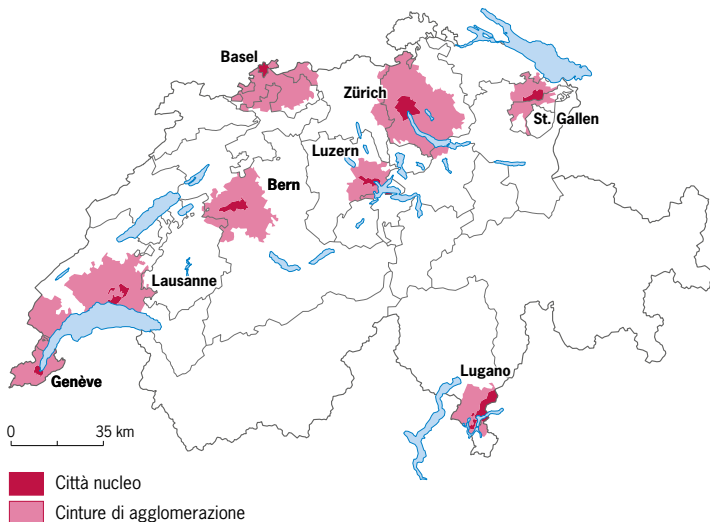 Basel
Zürich
St. Gallen
Luzern
Bern
Lausanne
Genève
Lugano
0 35 km
Città nucleo
Cinture di agglomerazione